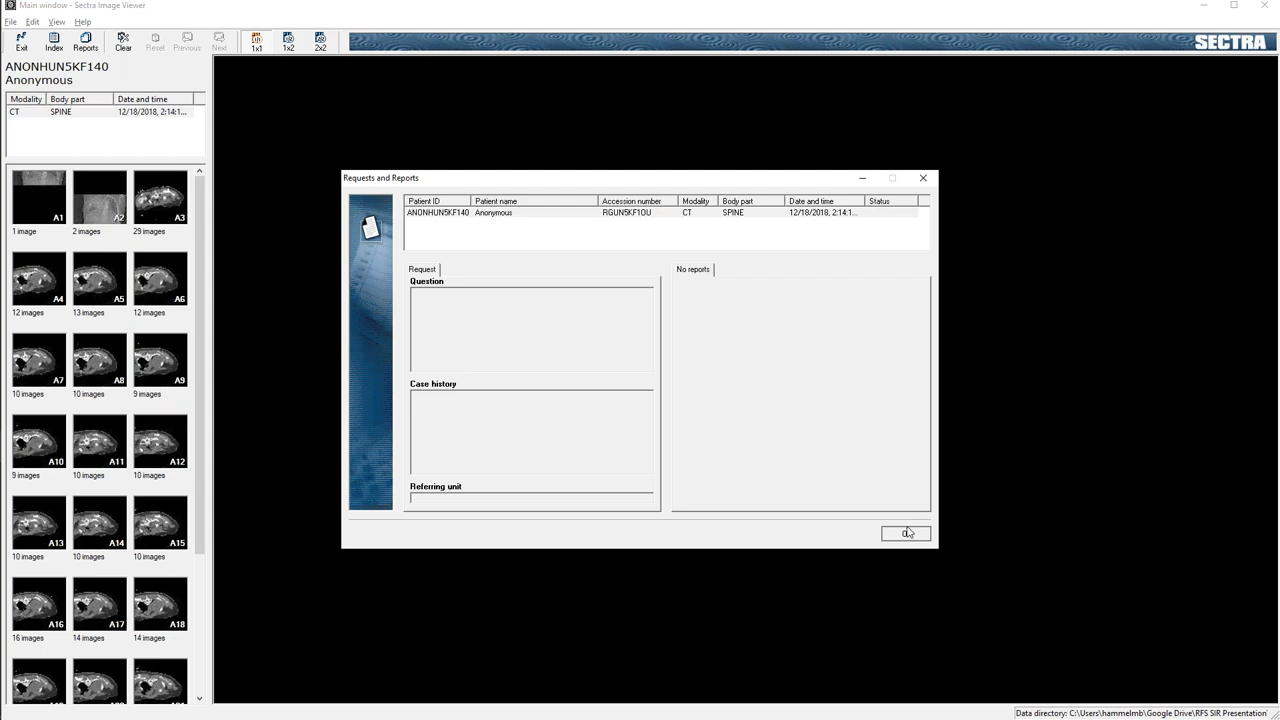 Main window - Sectra Image Viewer
File Edit View Help
Exit Index Reports Clear Reset Previous Next 1x1 1x2 2x2
SECTRA
ANONHUN5KF140
Anonymous
Modality Body part Date and time
CT SPINE 12/18/2018, 2:14:1...
A1 A2 A3
1 image 2 images 29 images
A4 A5 A6
12 images 13 images 12 images
A7 A8 A9
10 images 10 images 9 images
A10 A11 A12
9 images 10 images 10 images
A13 A14 A15
10 images 10 images 10 images
A16 A17 A18
16 images 14 images 14 images
Requests and Reports
Patient ID Patient name Accession number Modality Body part Date and time Status
ANONHUN5KF140 Anonymous RGUN5KF1OU CT SPINE 12/18/2018, 2:14:1...
Request No reports
Question
Case history
Referring unit
Data directory: C:\Users\hammelmb\Google Drive\RFS SIR Presentation\